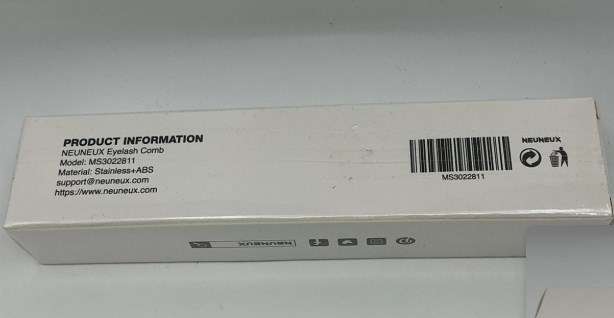 PRODUCT INFORMATION
NEUNEUX Eyelash Comb
Model: MS3022811
Material: Stainless+ABS
support@neuneux.com
https://www.neuneux.com
NEUNEUX
MS3022811
NEUNEUX